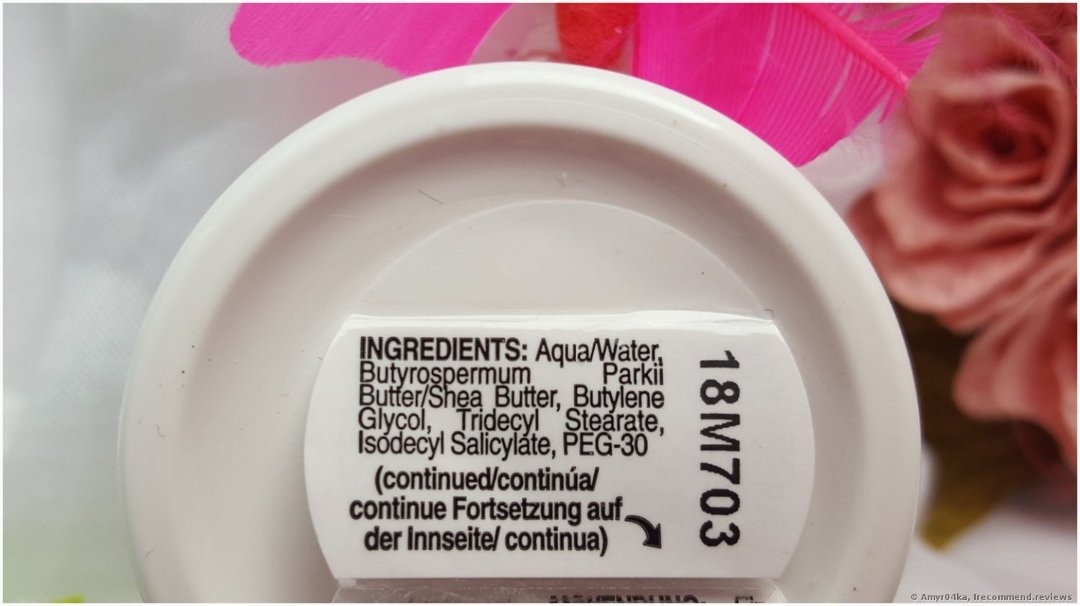 INGREDIENTS: Aqua/Water,
Butyrospermum Parkii
Butter/Shea Butter, Butylene
Glycol, Tridecyl Stearate,
Isodecyl Salicylate, PEG-30
(continued/continúa/
continue Fortsetzung auf
der Innseite/ continua)
18M703
© Amyr04ka, Irecommend.reviews